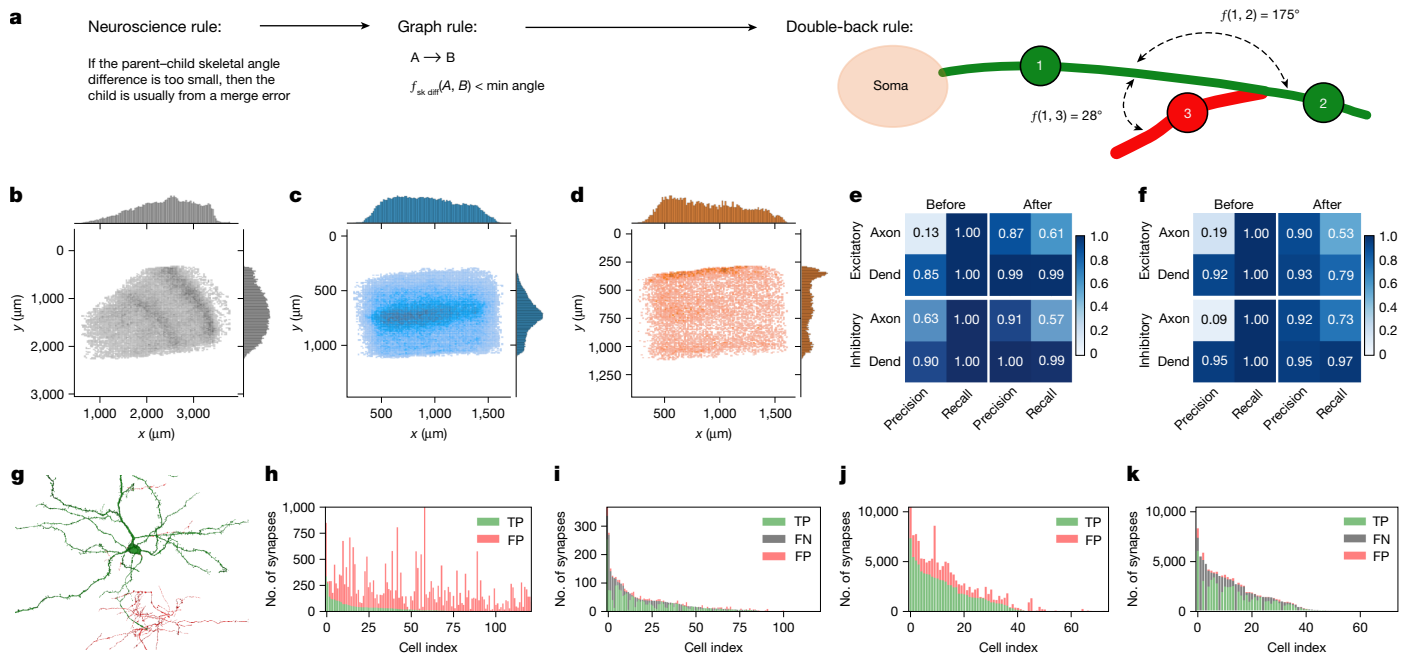 a
Neuroscience rule:
If the parent–child skeletal angle
difference is too small, then the
child is usually from a merge error
Graph rule:
A → B
f sk diff(A, B) < min angle
Double-back rule:
Soma
1
2
3
f(1, 2) = 175°
f(1, 3) = 28°
b
0
1,000
2,000
3,000
y (μm)
1,000
2,000
3,000
x (μm)
c
0
500
1,000
y (μm)
500
1,000
1,500
x (μm)
d
0
250
500
750
1,000
1,250
y (μm)
500
1,000
1,500
x (μm)
e
Before
After
Excitatory
Axon
0.13
1.00
0.87
0.61
Dend
0.85
1.00
0.99
0.99
Inhibitory
Axon
0.63
1.00
0.91
0.57
Dend
0.90
1.00
1.00
0.99
Precision
Recall
Precision
Recall
1.0
0.8
0.6
0.4
0.2
0
f
Before
After
Excitatory
Axon
0.19
1.00
0.90
0.53
Dend
0.92
1.00
0.93
0.79
Inhibitory
Axon
0.09
1.00
0.92
0.73
Dend
0.95
1.00
0.95
0.97
Precision
Recall
Precision
Recall
1.0
0.8
0.6
0.4
0.2
0
g
h
1,000
750
500
250
0
No. of synapses
TP
FP
0
25
50
75
100
Cell index
i
300
200
100
0
No. of synapses
TP
FN
FP
0
25
50
75
100
Cell index
j
10,000
5,000
0
No. of synapses
TP
FP
0
20
40
60
Cell index
k
10,000
5,000
0
No. of synapses
TP
FN
FP
0
20
40
60
Cell index